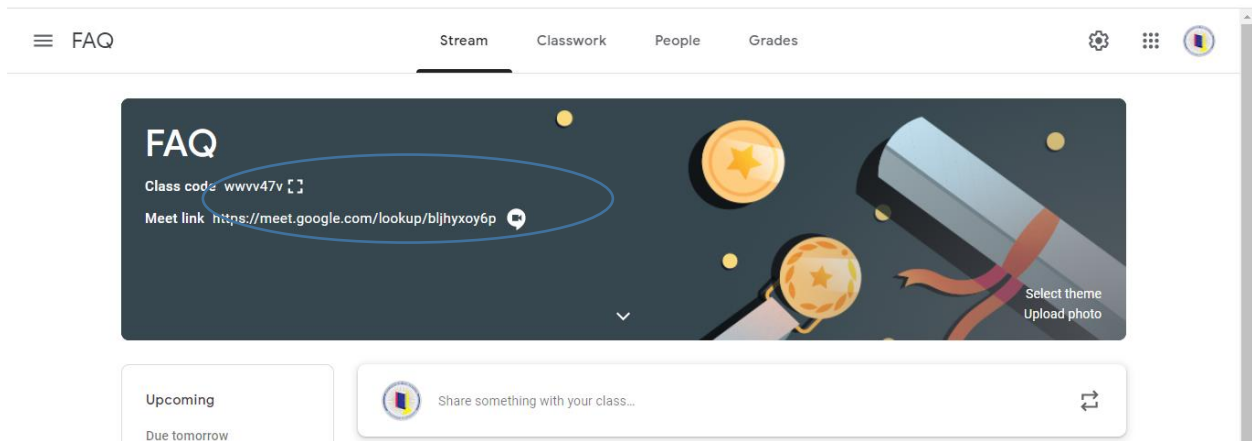 FAQ
Stream Classwork People Grades
FAQ
Class code wwvv47v
Meet link https://meet.google.com/lookup/bljhyxoy6p
Select theme
Upload photo
Upcoming
Due tomorrow
Share something with your class...